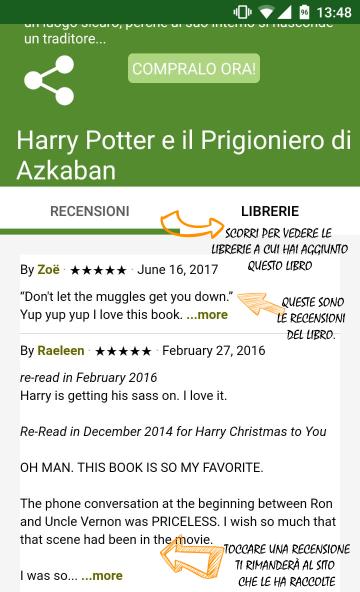 13:48
un luogo sicuro, perché al suo interno si nasconde
un traditore...
COMPRALO ORA!
Harry Potter e il Prigioniero di
Azkaban
RECENSIONI
LIBRERIE
SCORRI PER VEDERE LE
LIBRERIE A CUI HAI AGGIUNTO
QUESTO LIBRO
By Zoë · ★★★★★ · June 16, 2017
“Don't let the muggles get you down.”
Yup yup yup I love this book. ...more
QUESTE SONO
LE RECENSIONI
DEL LIBRO.
By Raeleen · ★★★★★ · February 27, 2016
re-read in February 2016
Harry is getting his sass on. I love it.
Re-Read in December 2014 for Harry Christmas to You
OH MAN. THIS BOOK IS SO MY FAVORITE.
The phone conversation at the beginning between Ron
and Uncle Vernon was PRICELESS. I wish so much that
that scene had been in the movie.
I was so... ...more
TOCCARE UNA RECENSIONE
TI RIMANDERÀ AL SITO
CHE LE HA RACCOLTE